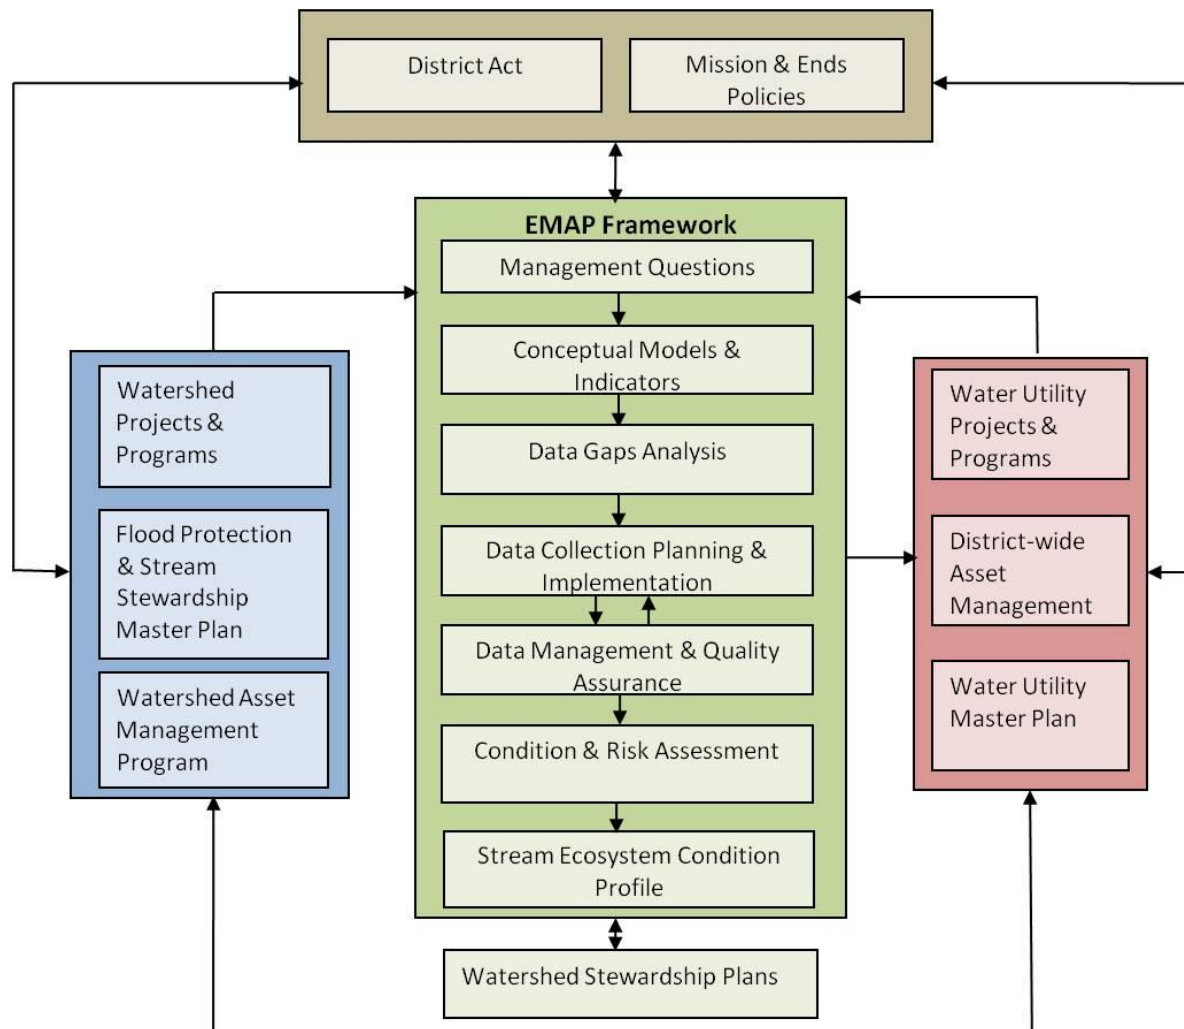 District Act
Mission & Ends
Policies
EMAP Framework
Management Questions
Conceptual Models &
Indicators
Data Gaps Analysis
Data Collection Planning &
Implementation
Data Management & Quality
Assurance
Condition & Risk Assessment
Stream Ecosystem Condition
Profile
Watershed Stewardship Plans
Watershed
Projects &
Programs
Flood Protection
& Stream
Stewardship
Master Plan
Watershed Asset
Management
Program
Water Utility
Projects &
Programs
District-wide
Asset
Management
Water Utility
Master Plan